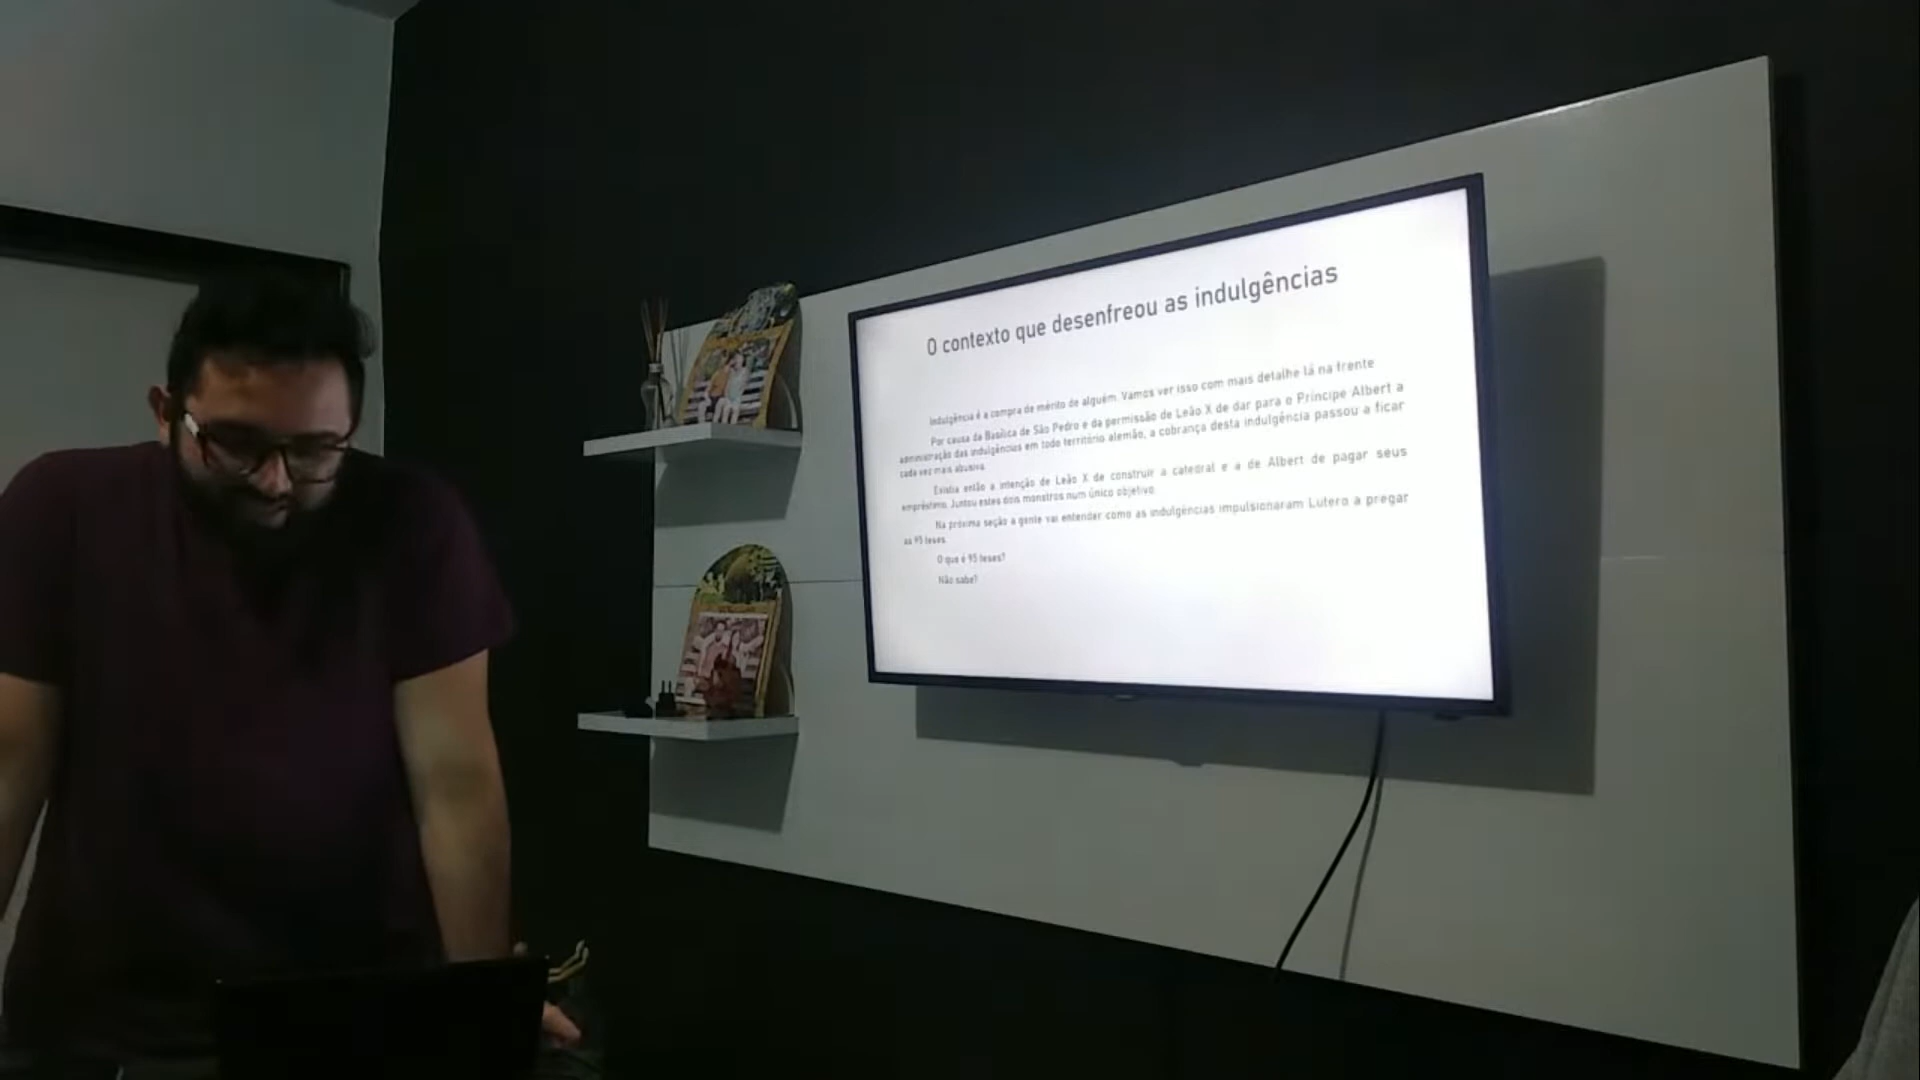 O contexto que desenfreou as indulgências
Indulgência é a compra de mérito de alguém. Vamos ver isso com mais detalhe lá na frente
Por causa da Basílica de São Pedro e da permissão de Leão X de dar para o Príncipe Albert a
administração das indulgências em todo território alemão, a cobrança desta indulgência passou a ficar
cada vez mais abusiva.
Existia então a intenção de Leão X de construir a catedral e a de Albert de pagar seus
empréstimo. Juntou estes dois monstros num único objetivo.
Na próxima seção a gente vai entender como as indulgências impulsionaram Lutero a pregar
as 95 teses.
O que é 95 teses?
Não sabe?